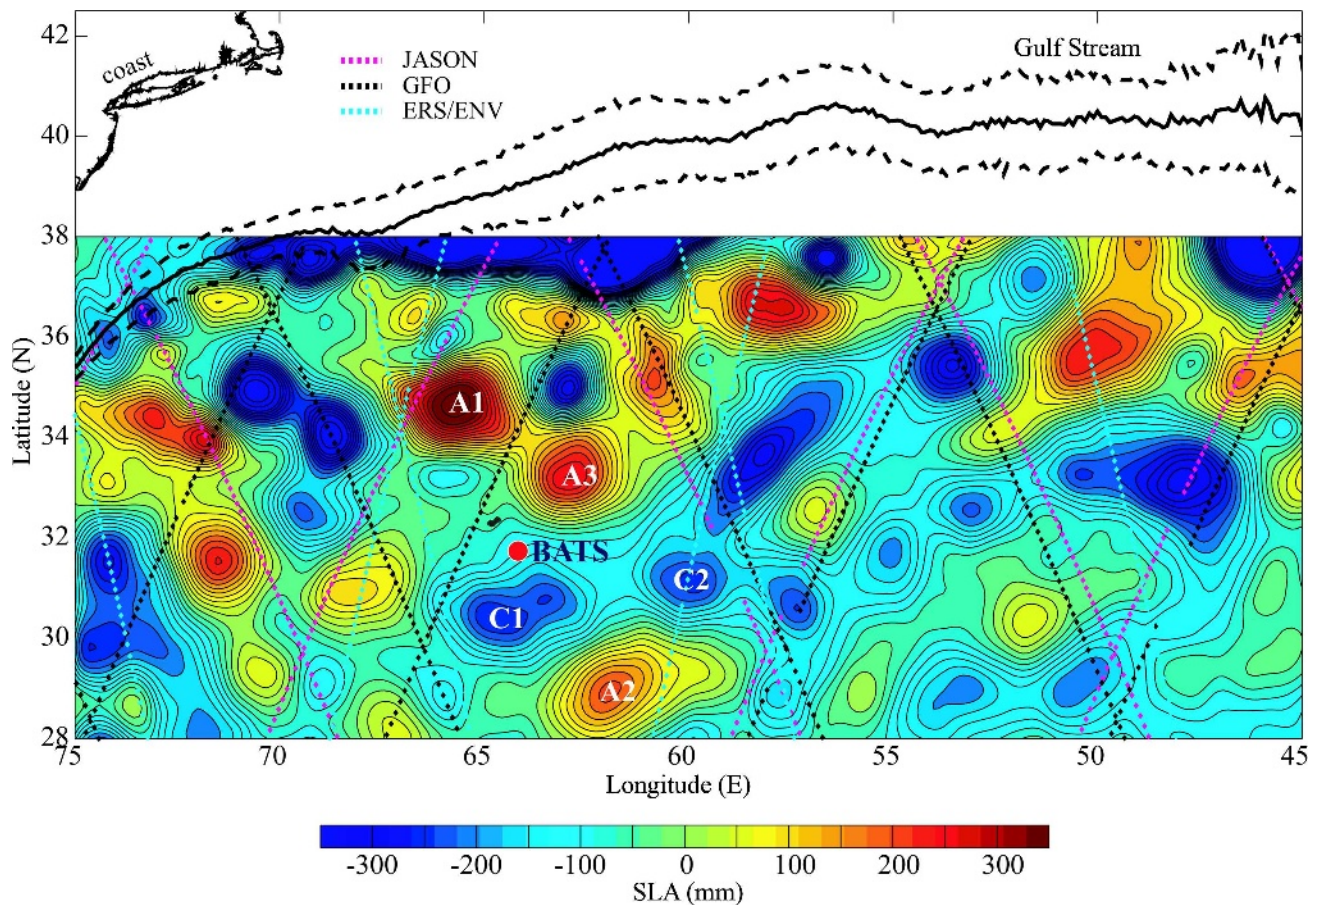 42
coast
JASON
GFO
ERS/ENV
Gulf Stream
40
38
36
A1
34
A3
32
BATS
C2
C1
30
A2
28
Latitude (N)
75 70 65 60 55 50 45
Longitude (E)
-300 -200 -100 0 100 200 300
SLA (mm)